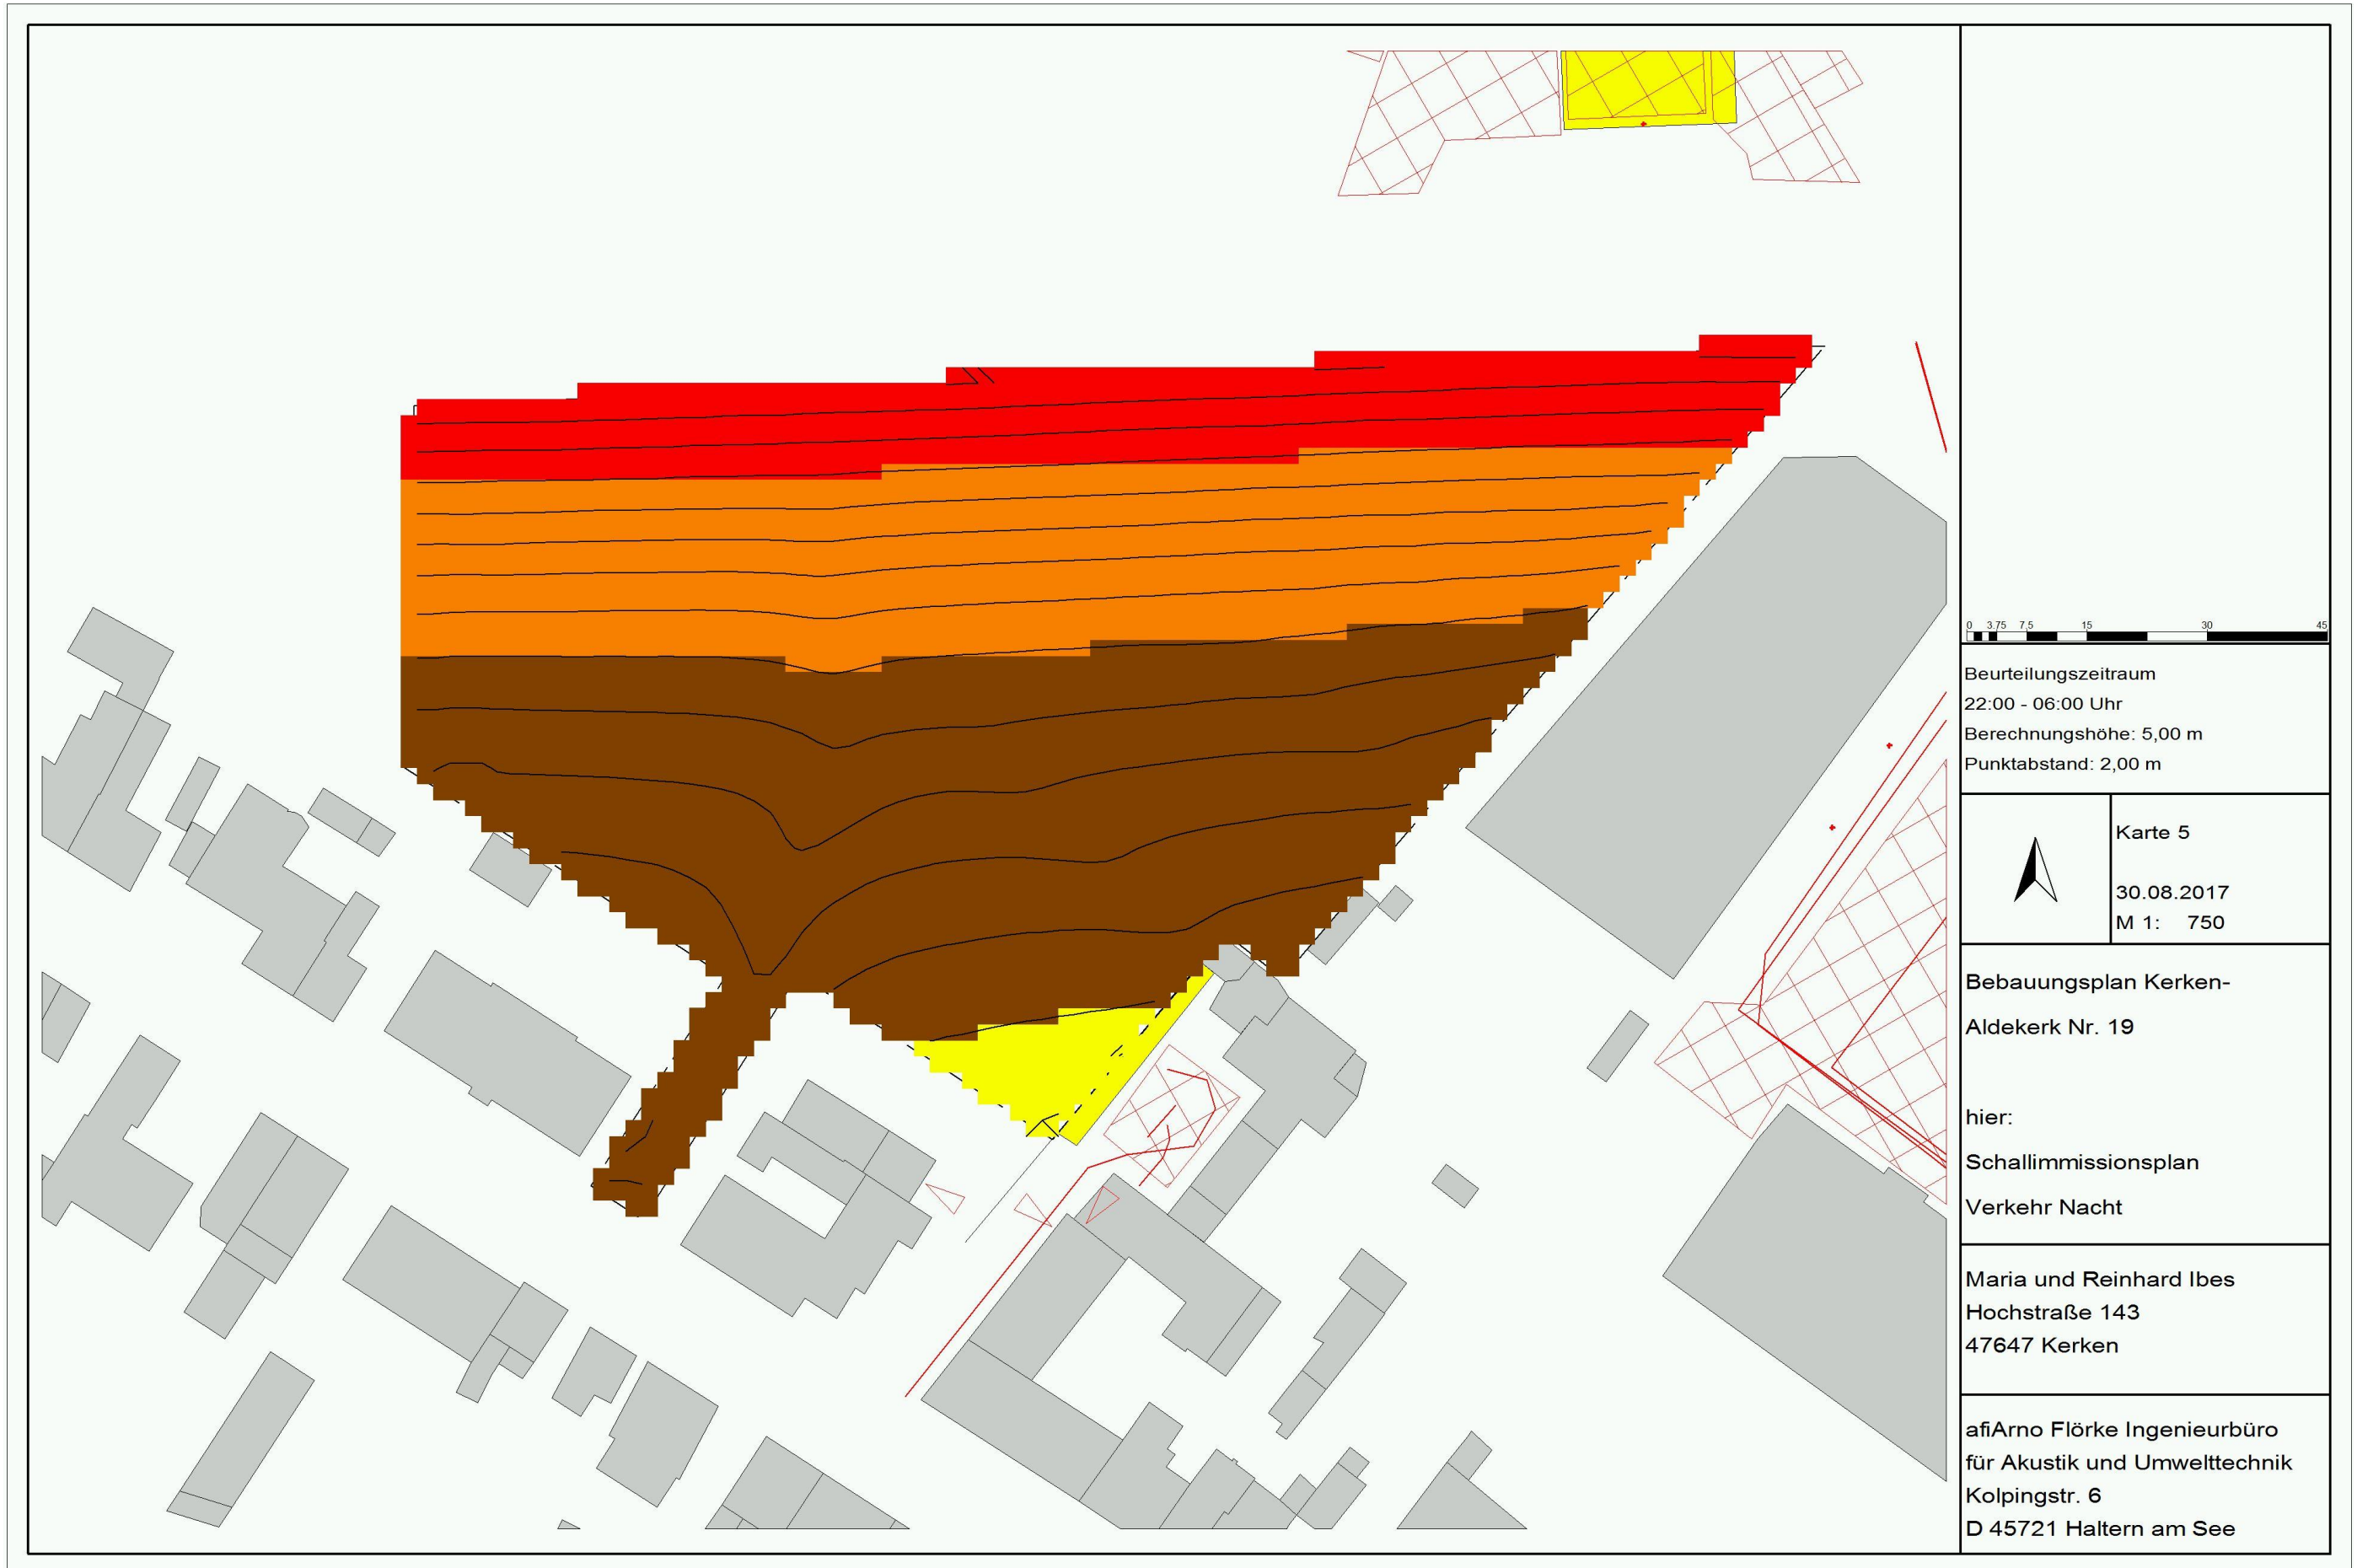 0 3.75 7,5 15 30 45
Beurteilungszeitraum
22:00 - 06:00 Uhr
Berechnungshöhe: 5,00 m
Punktabstand: 2,00 m
Karte 5
30.08.2017
M 1: 750
Bebauungsplan Kerken-
Aldekerk Nr. 19
hier:
Schallimmissionsplan
Verkehr Nacht
Maria und Reinhard Ibes
Hochstraße 143
47647 Kerken
afiArno Flörke Ingenieurbüro
für Akustik und Umwelttechnik
Kolpingstr. 6
D 45721 Haltern am See